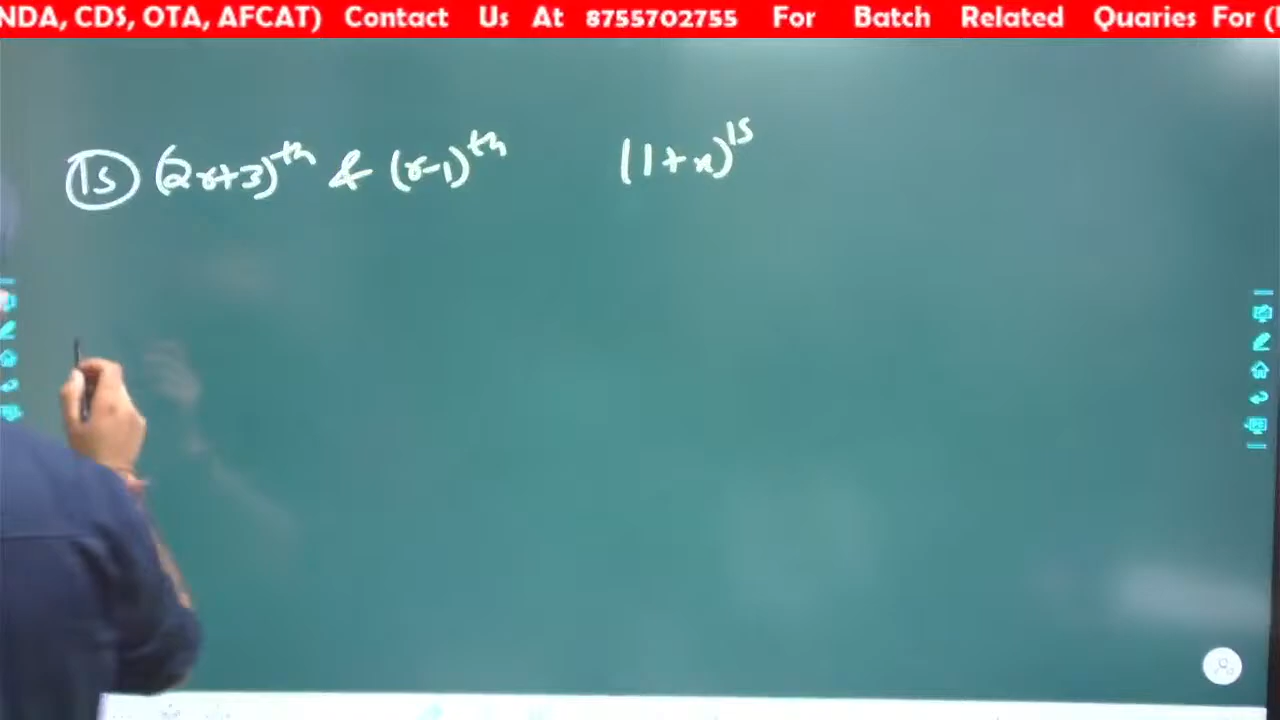 NDA, CDS, OTA, AFCAT) Contact Us At 8755702755 For Batch Related Quaries For (
15 (2r+3)th & (r-1)th (1+x)15